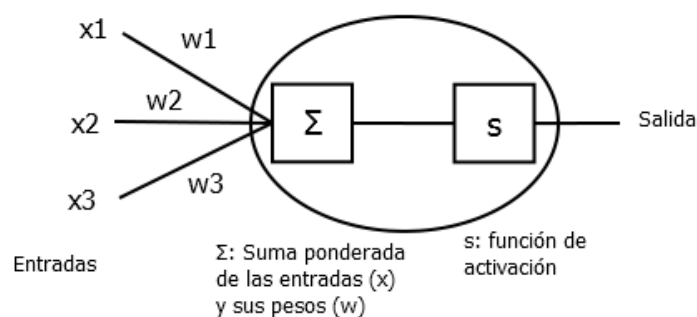 x1
w1
w2
x2
Σ
s
Salida
w3
x3
Entradas
Σ: Suma ponderada
de las entradas (x)
y sus pesos (w)
s: función de
activación